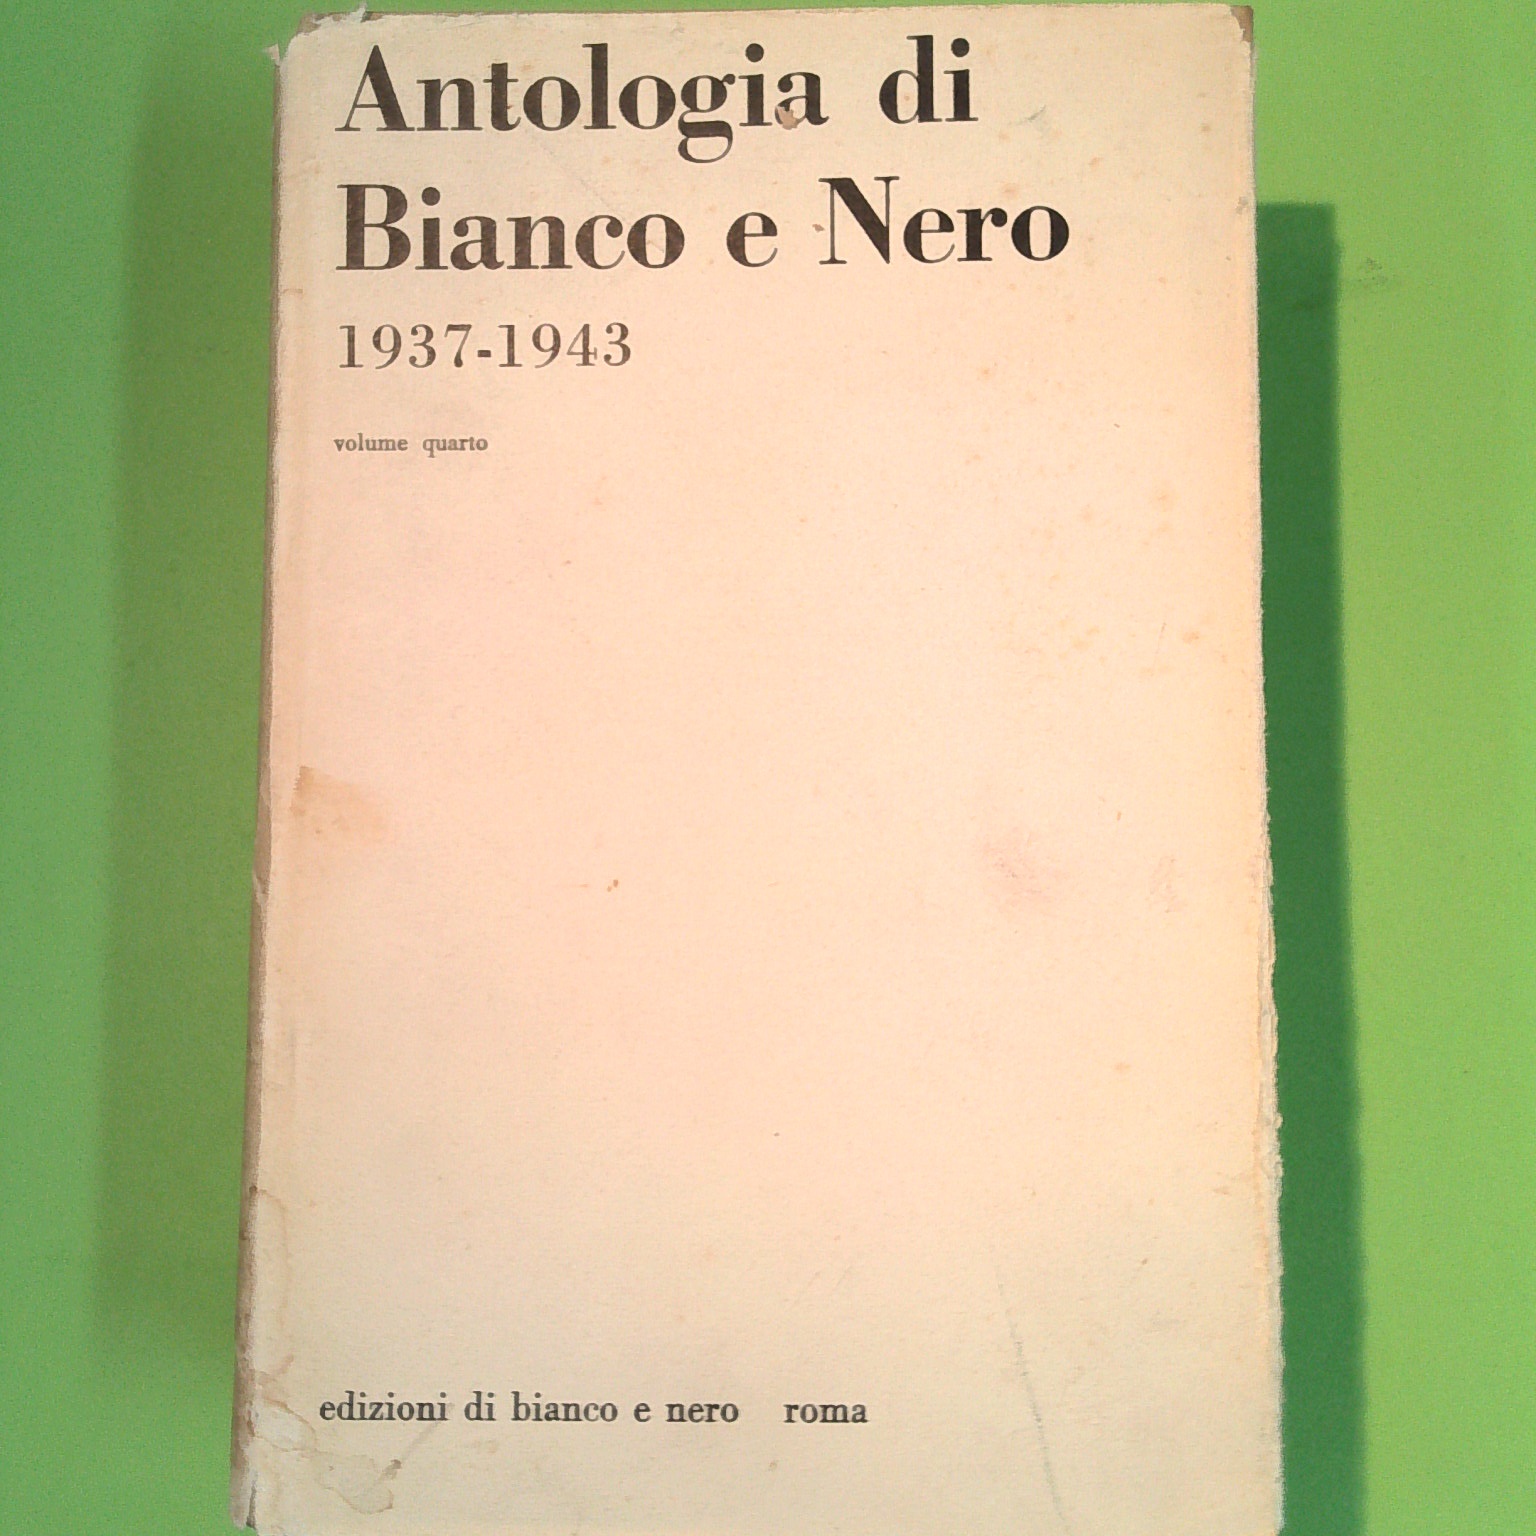 Antologia di
Bianco e Nero
1937-1943
volume quarto
edizioni di bianco e nero roma